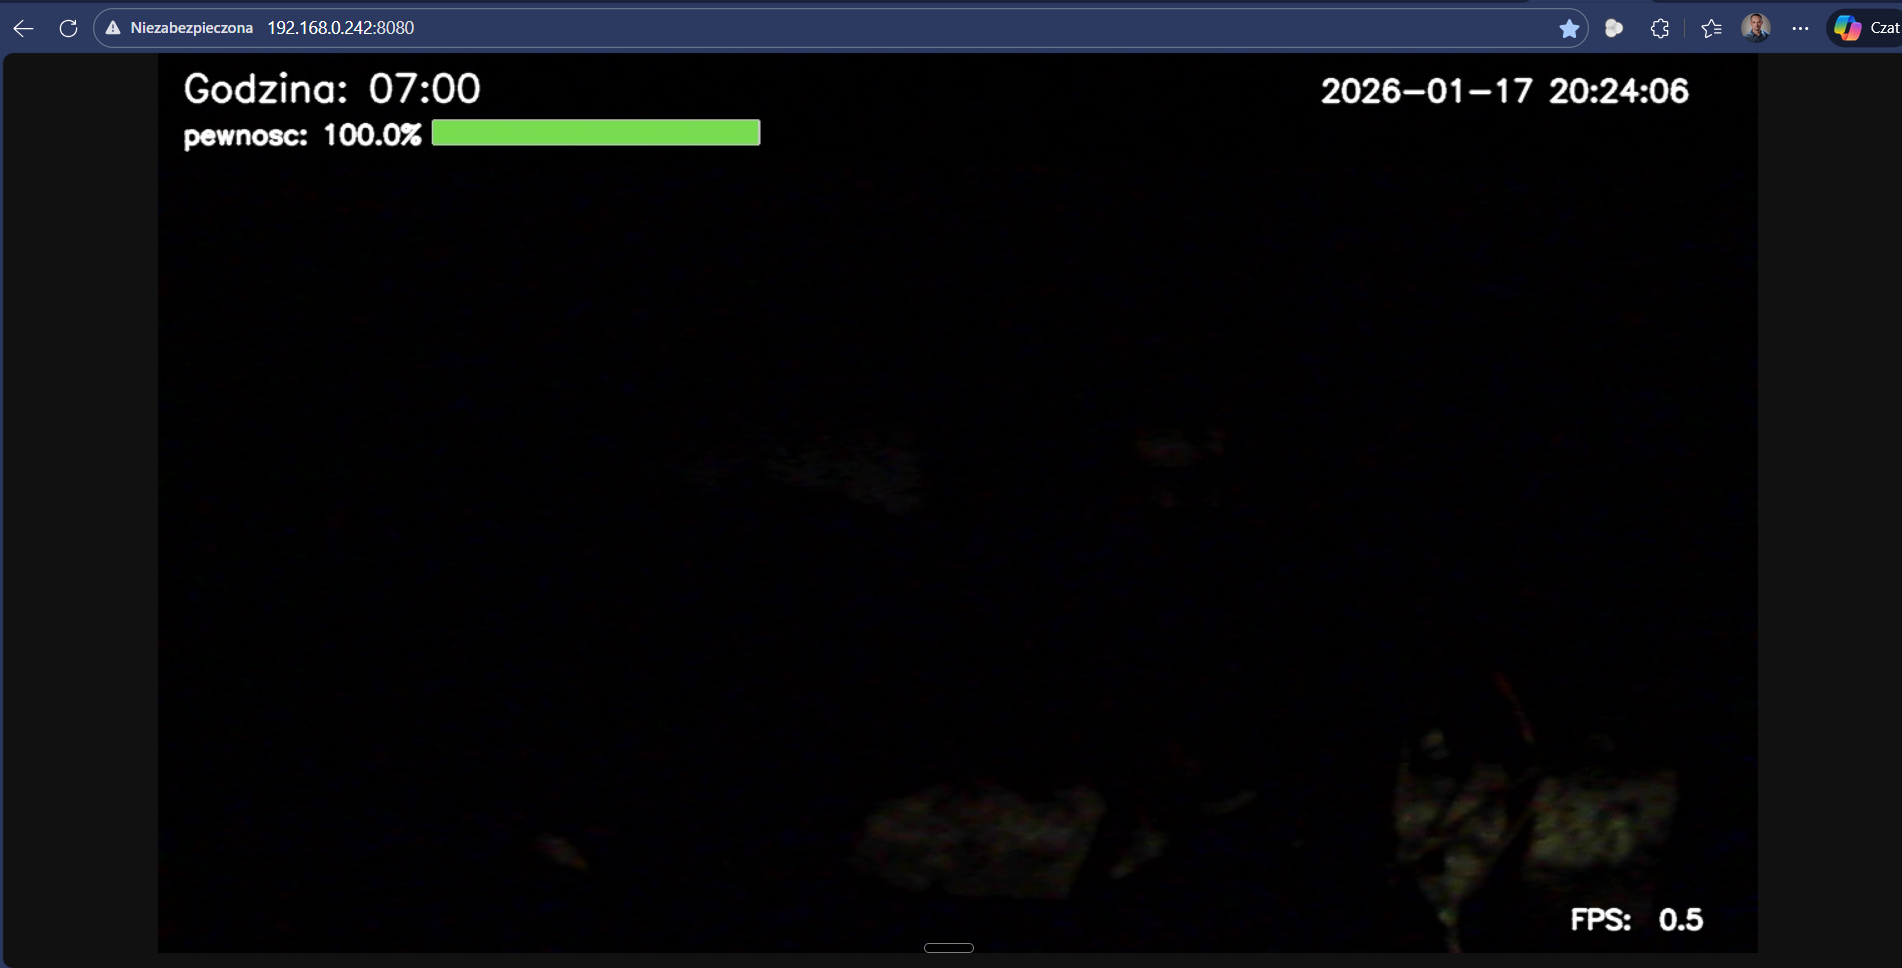 Niezabezpieczona 192.168.0.242:8080
Czat
Godzina: 07:00
2026-01-17 20:24:06
pewnosc: 100.0%
FPS: 0.5